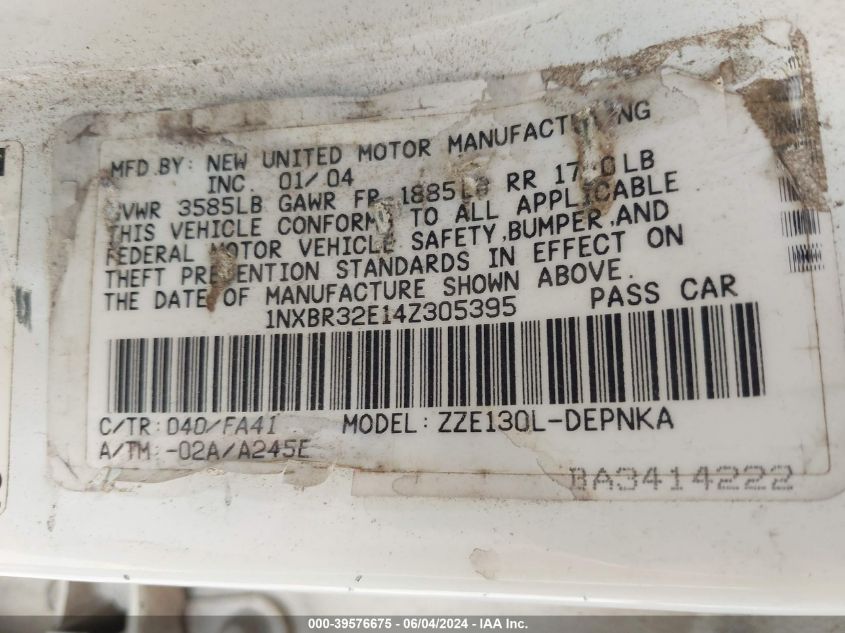 MFD BY: NEW UNITED MOTOR MANUFACTURING
INC. 01/04
GVWR 3585LB GAWR FR 1885LB RR LB
THIS VEHICLE CONFORMS TO ALL APPLICABLE
FEDERAL MOTOR VEHICLE SAFETY, BUMPER, AND
THEFT PREVENTION STANDARDS IN EFFECT ON
THE DATE OF MANUFACTURE SHOWN ABOVE.
1NXBR32E14Z305395 PASS CAR
C/TR: 040/FA41 MODEL: ZZE130L-DEPNKA
A/TM: -02A/A245E
BA3414222
000-39576675 - 06/04/2024 - IAA Inc.